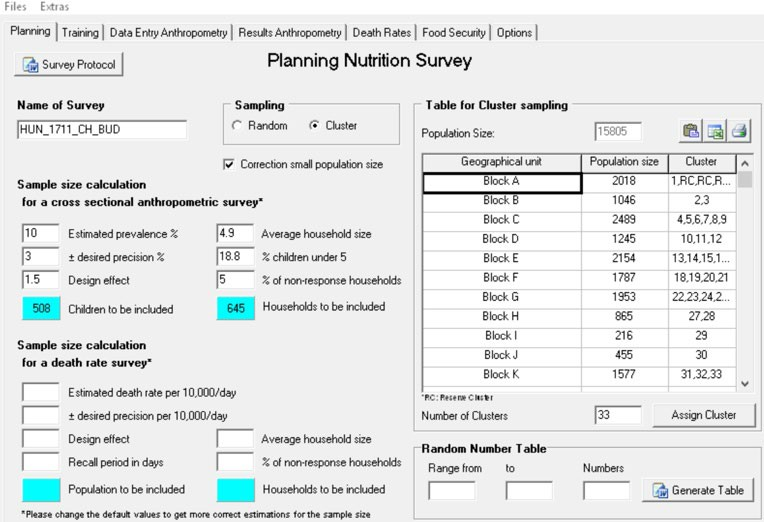 Files Extras
Planning Training Data Entry Anthropometry Results Anthropometry Death Rates Food Security Options
Survey Protocol
Planning Nutrition Survey
Name of Survey
HUN_1711_CH_BUD
Sampling
Random Cluster
Correction small population size
Sample size calculation
for a cross sectional anthropometric survey*
10 Estimated prevalence % 4.9 Average household size
3 ± desired precision % 18.8 % children under 5
1.5 Design effect 5 % of non-response households
508 Children to be included 645 Households to be included
Sample size calculation
for a death rate survey*
Estimated death rate per 10,000/day
± desired precision per 10,000/day
Design effect Average household size
Recall period in days % of non-response households
Population to be included Households to be included
*Please change the default values to get more correct estimations for the sample size
Table for Cluster sampling
Population Size: 15805
Geographical unit Population size Cluster
Block A 2018 1,RC,RC,R...
Block B 1046 2,3
Block C 2489 4,5,6,7,8,9
Block D 1245 10,11,12
Block E 2154 13,14,15,1...
Block F 1787 18,19,20,21
Block G 1953 22,23,24,2...
Block H 865 27,28
Block I 216 29
Block J 455 30
Block K 1577 31,32,33
*RC: Reserve Cluster
Number of Clusters 33 Assign Cluster
Random Number Table
Range from to Numbers
Generate Table